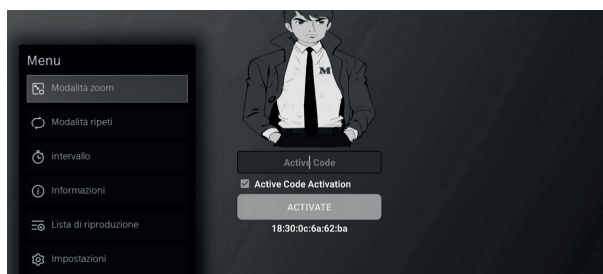 Menu
Modalità zoom
Modalità ripeti
intervallo
Informazioni
Lista di riproduzione
Impostazioni
M
Active Code
Active Code Activation
ACTIVATE
18:30:0c:6a:62:ba